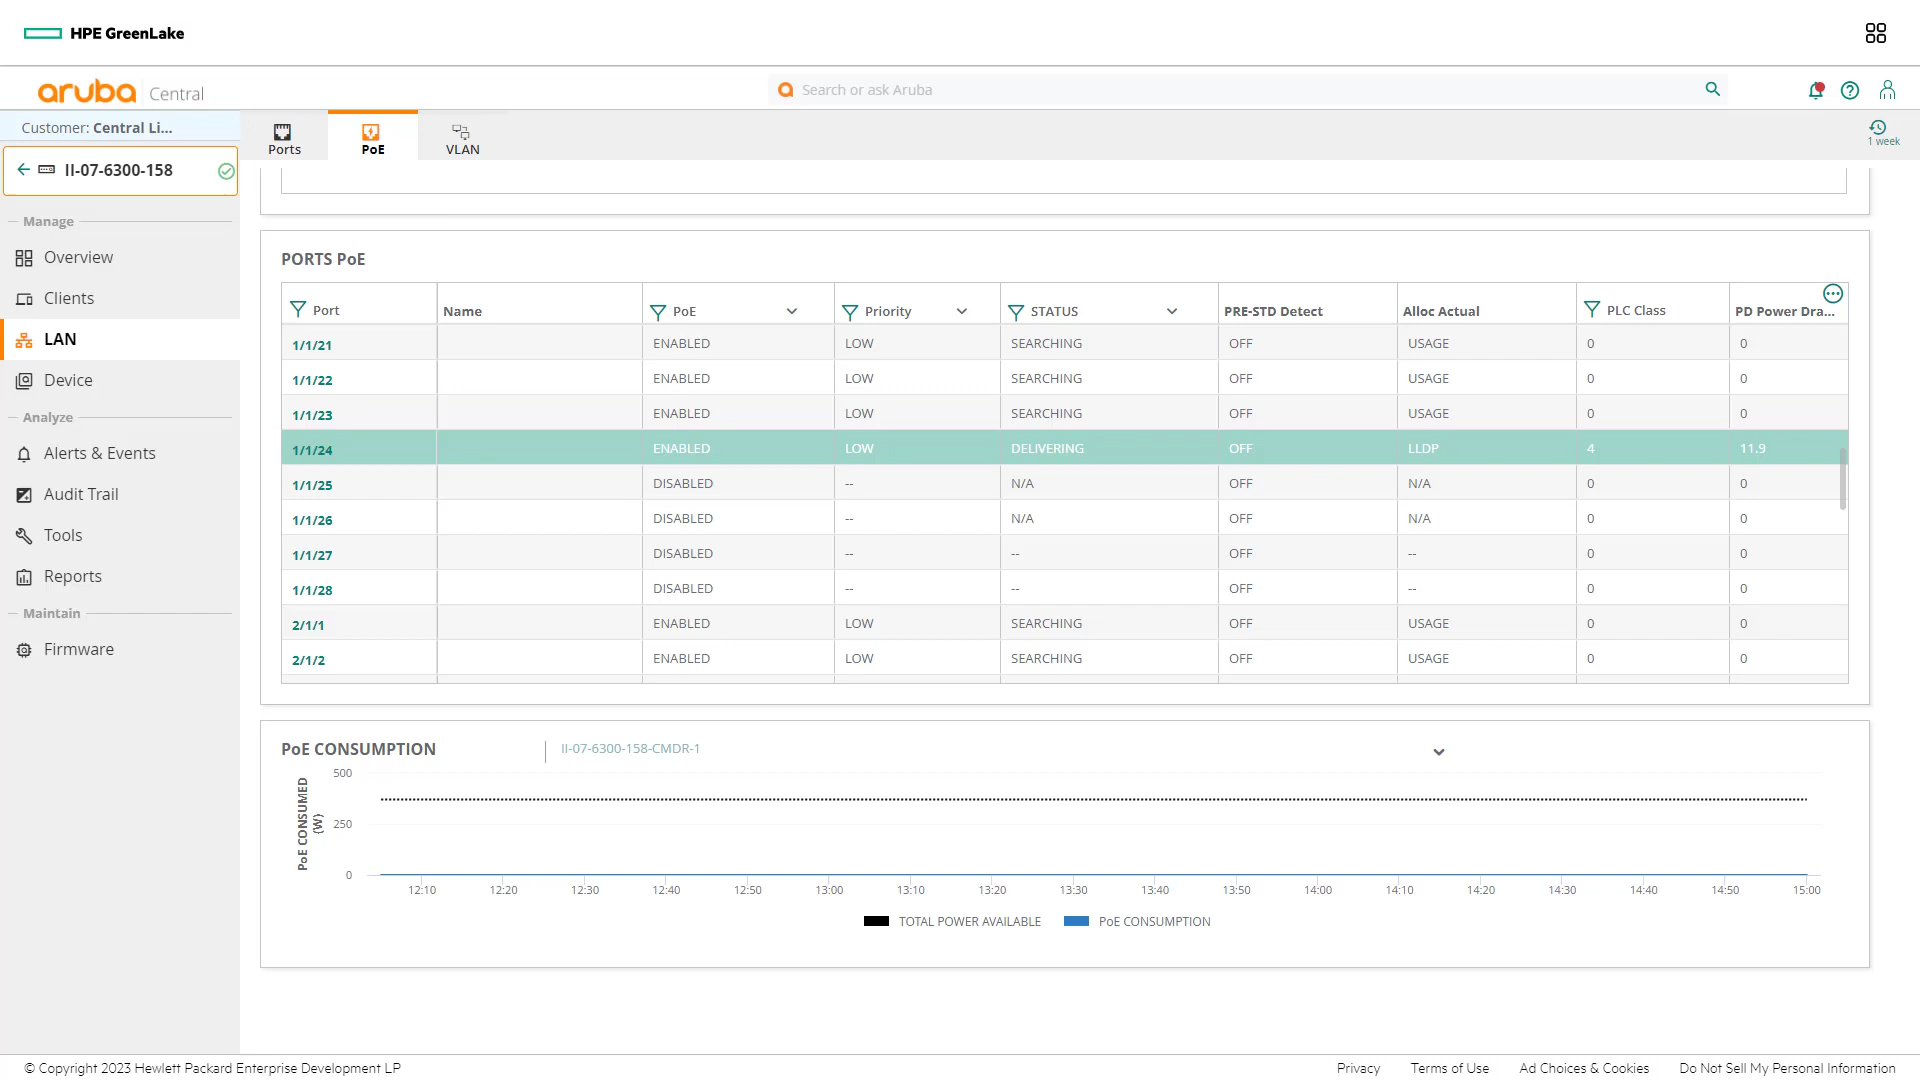 HPE GreenLake
aruba Central
Search or ask Aruba
Customer: Central Li...
Ports
PoE
VLAN
1 week
II-07-6300-158
Manage
Overview
Clients
LAN
Device
Analyze
Alerts & Events
Audit Trail
Tools
Reports
Maintain
Firmware
PORTS PoE
Port Name PoE Priority STATUS PRE-STD Detect Alloc Actual PLC Class PD Power Dra...
1/1/21 ENABLED LOW SEARCHING OFF USAGE 0 0
1/1/22 ENABLED LOW SEARCHING OFF USAGE 0 0
1/1/23 ENABLED LOW SEARCHING OFF USAGE 0 0
1/1/24 ENABLED LOW DELIVERING OFF LLDP 4 11.9
1/1/25 DISABLED -- N/A OFF N/A 0 0
1/1/26 DISABLED -- N/A OFF N/A 0 0
1/1/27 DISABLED -- -- OFF -- 0 0
1/1/28 DISABLED -- -- OFF -- 0 0
2/1/1 ENABLED LOW SEARCHING OFF USAGE 0 0
2/1/2 ENABLED LOW SEARCHING OFF USAGE 0 0
PoE CONSUMPTION II-07-6300-158-CMDR-1
PoE CONSUMED
(W)
500
250
0
12:10 12:20 12:30 12:40 12:50 13:00 13:10 13:20 13:30 13:40 13:50 14:00 14:10 14:20 14:30 14:40 14:50 15:00
TOTAL POWER AVAILABLE PoE CONSUMPTION
© Copyright 2023 Hewlett Packard Enterprise Development LP
Privacy Terms of Use Ad Choices & Cookies Do Not Sell My Personal Information